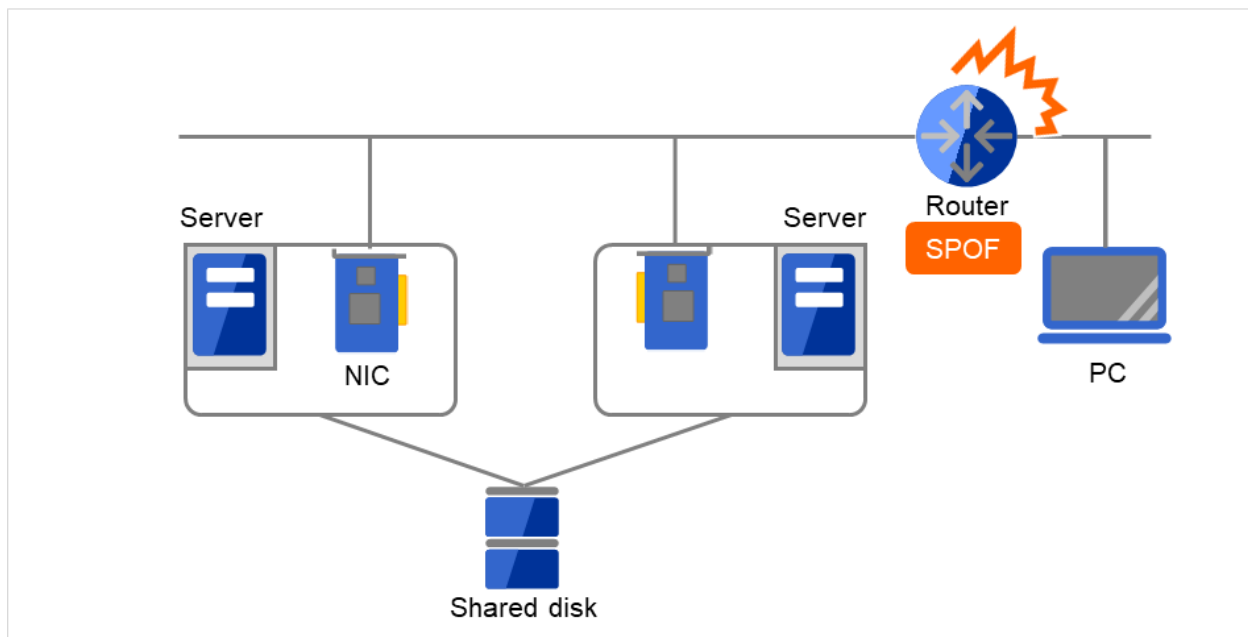 Server
Server
Router
SPOF
NIC
PC
Shared disk